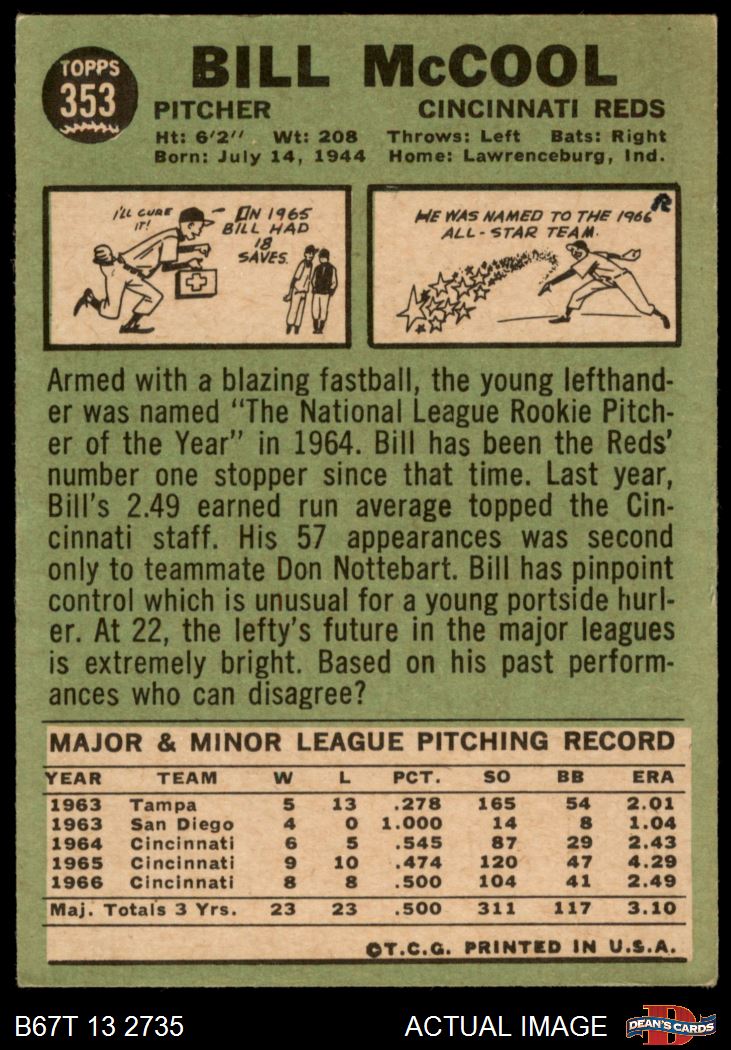 TOPPS
353
BILL McCOOL
PITCHER CINCINNATI REDS
Ht: 6'2" Wt: 208 Throws: Left Bats: Right
Born: July 14, 1944 Home: Lawrenceburg, Ind.
I'LL CURE
IT!
IN 1965
BILL HAD
18
SAVES.
HE WAS NAMED TO THE 1966
ALL-STAR TEAM.
R
Armed with a blazing fastball, the young lefthand-
er was named "The National League Rookie Pitch-
er of the Year" in 1964. Bill has been the Reds'
number one stopper since that time. Last year,
Bill's 2.49 earned run average topped the Cin-
cinnati staff. His 57 appearances was second
only to teammate Don Nottebart. Bill has pinpoint
control which is unusual for a young portside hurl-
er. At 22, the lefty's future in the major leagues
is extremely bright. Based on his past perform-
ances who can disagree?
MAJOR & MINOR LEAGUE PITCHING RECORD
YEAR TEAM W L PCT. SO BB ERA
1963 Tampa 5 13 .278 165 54 2.01
1963 San Diego 4 0 1.000 14 8 1.04
1964 Cincinnati 6 5 .545 87 29 2.43
1965 Cincinnati 9 10 .474 120 47 4.29
1966 Cincinnati 8 8 .500 104 41 2.49
Maj. Totals 3 Yrs. 23 23 .500 311 117 3.10
©T.C.G. PRINTED IN U.S.A.
B67T 13 2735 ACTUAL IMAGE
D
DEAN'S CARDS